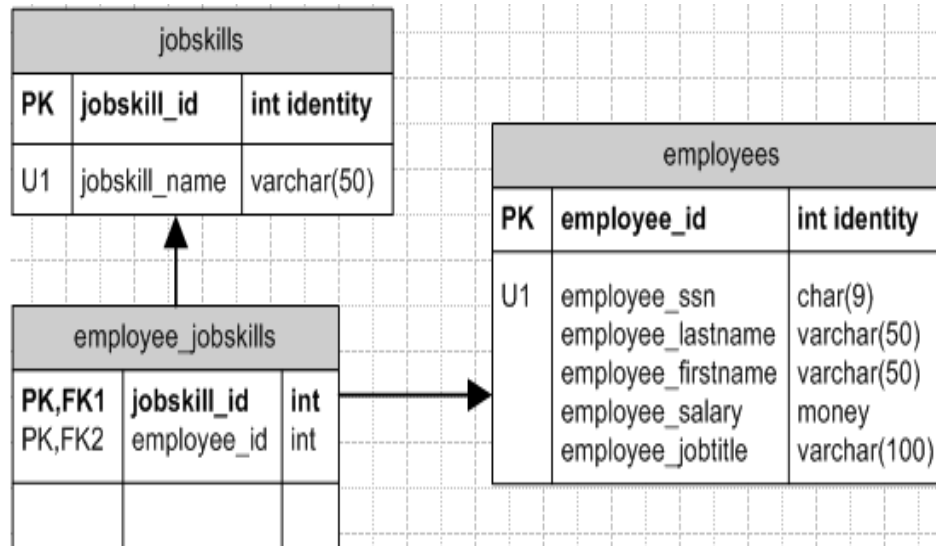 jobskills
PK jobskill_id int identity
U1 jobskill_name varchar(50)
employees
PK employee_id int identity
U1 employee_ssn char(9)
employee_lastname varchar(50)
employee_firstname varchar(50)
employee_salary money
employee_jobtitle varchar(100)
employee_jobskills
PK,FK1 jobskill_id int
PK,FK2 employee_id int